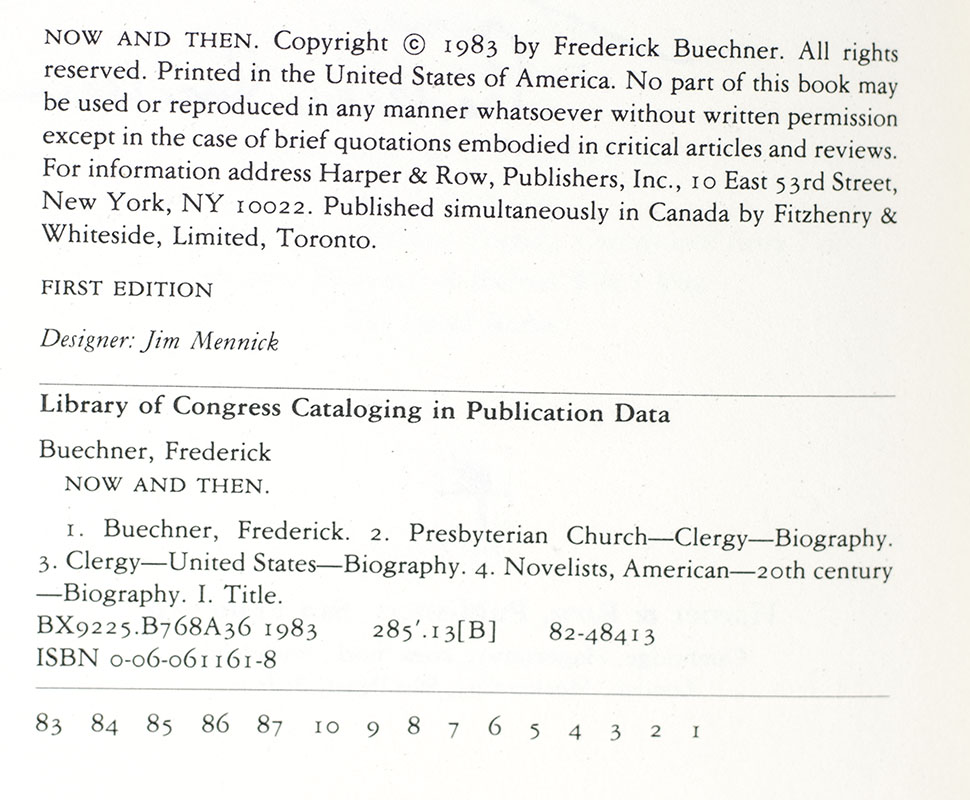 NOW AND THEN. Copyright © 1983 by Frederick Buechner. All rights
reserved. Printed in the United States of America. No part of this book may
be used or reproduced in any manner whatsoever without written permission
except in the case of brief quotations embodied in critical articles and reviews.
For information address Harper & Row, Publishers, Inc., 10 East 53rd Street,
New York, NY 10022. Published simultaneously in Canada by Fitzhenry &
Whiteside, Limited, Toronto.
FIRST EDITION
Designer: Jim Mennick
Library of Congress Cataloging in Publication Data
Buechner, Frederick
NOW AND THEN.
1. Buechner, Frederick. 2. Presbyterian Church—Clergy—Biography.
3. Clergy—United States—Biography. 4. Novelists, American—20th century
—Biography. I. Title.
BX9225.B768A36 1983 285'.13[B] 82-48413
ISBN 0-06-061161-8
83 84 85 86 87 10 9 8 7 6 5 4 3 2 1